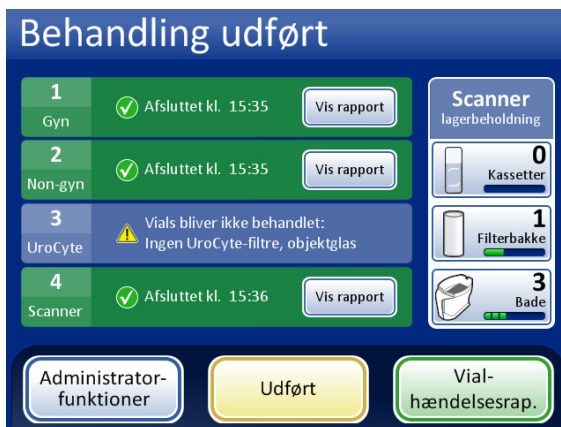 Behandling udført
1
Gyn
Afsluttet kl. 15:35
Vis rapport
2
Non-gyn
Afsluttet kl. 15:35
Vis rapport
3
UroCyte
Vials bliver ikke behandlet:
Ingen UroCyte-filtre, objektglas
4
Scanner
Afsluttet kl. 15:36
Vis rapport
Scanner
lagerbeholdning
0
Kassetter
1
Filterbakke
3
Bade
Administrator-
funktioner
Udført
Vial-
hændelsesrap.